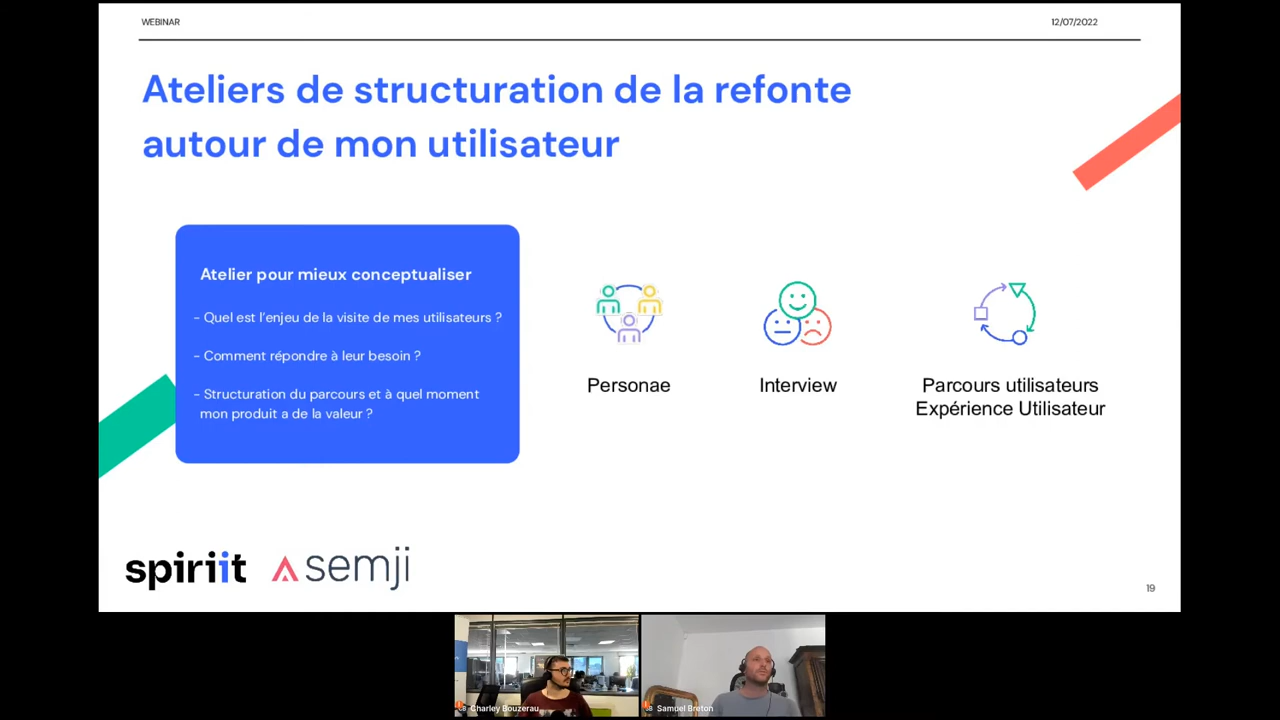 WEBINAR
12/07/2022
Ateliers de structuration de la refonte
autour de mon utilisateur
Atelier pour mieux conceptualiser
- Quel est l'enjeu de la visite de mes utilisateurs ?
- Comment répondre à leur besoin ?
- Structuration du parcours et à quel moment
mon produit a de la valeur ?
Personae
Interview
Parcours utilisateurs
Expérience Utilisateur
spiriit
semji
19
Charley Bouzerau
Samuel Breton